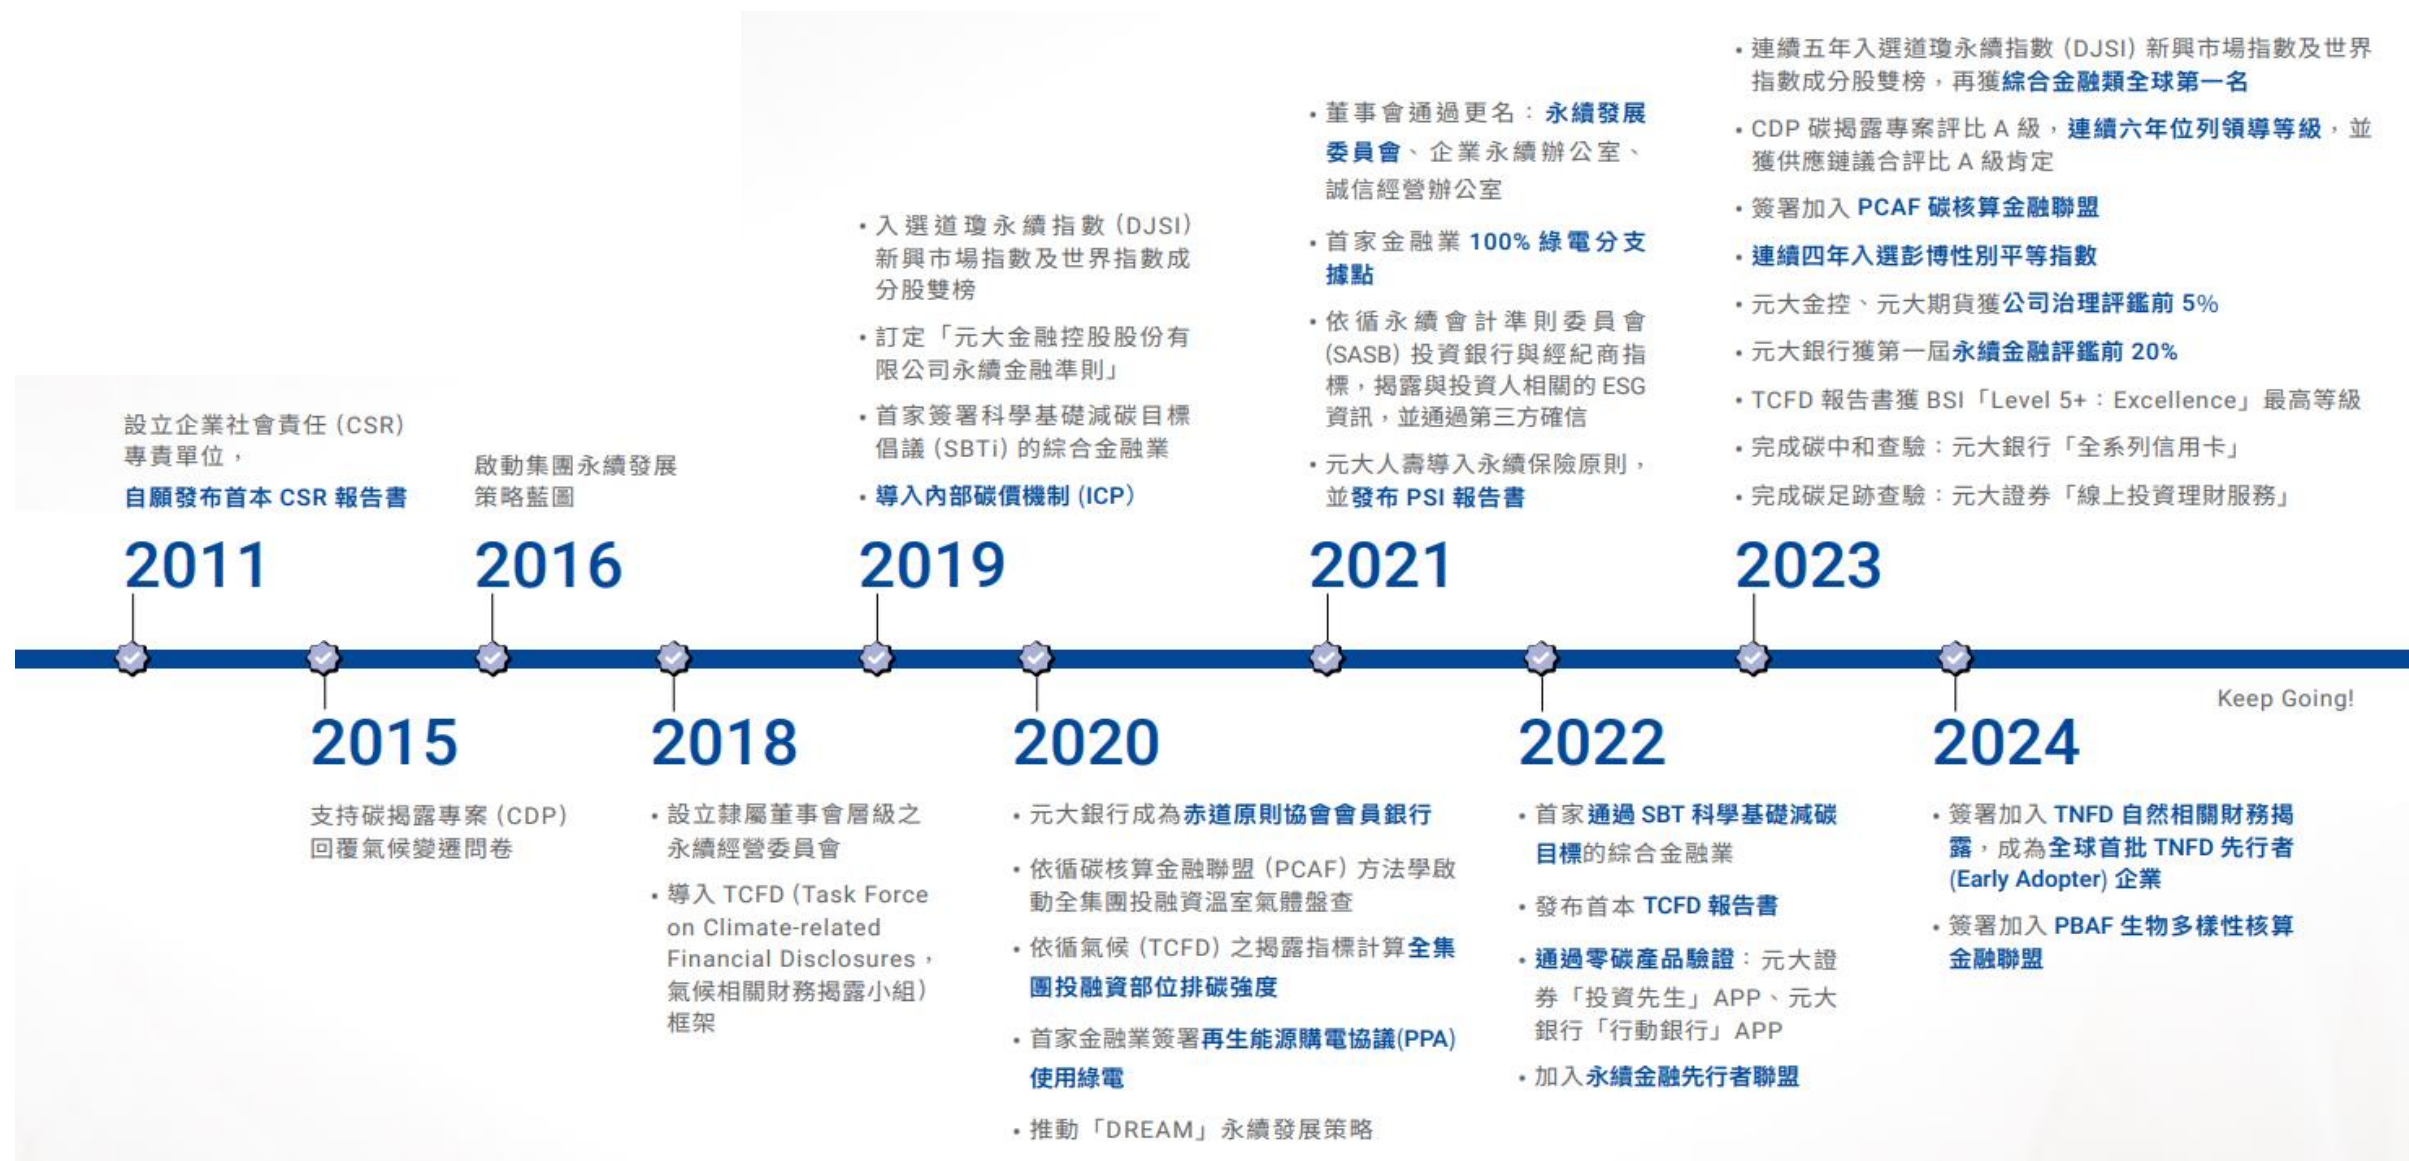 設立企業社會責任 (CSR)
專責單位，
自願發布首本 CSR 報告書
2011
支持碳揭露專案 (CDP)
回覆氣候變遷問卷
2015
啟動集團永續發展
策略藍圖
2016
2018
• 設立隸屬董事會層級之
永續經營委員會
• 導入 TCFD (Task Force
on Climate-related
Financial Disclosures，
氣候相關財務揭露小組)
框架
• 入選道瓊永續指數 (DJSI)
新興市場指數及世界指數成
分股雙榜
• 訂定「元大金融控股股份有
限公司永續金融準則」
• 首家簽署科學基礎減碳目標
倡議 (SBTi) 的綜合金融業
• 導入內部碳價機制 (ICP)
2019
2020
• 元大銀行成為赤道原則協會會員銀行
• 依循碳核算金融聯盟 (PCAF) 方法學啟
動全集團投融資溫室氣體盤查
• 依循氣候 (TCFD) 之揭露指標計算全集
團投融資部位排碳強度
• 首家金融業簽署再生能源購電協議(PPA)
使用綠電
• 推動「DREAM」永續發展策略
• 董事會通過更名：永續發展
委員會、企業永續辦公室、
誠信經營辦公室
• 首家金融業 100% 綠電分支
據點
• 依循永續會計準則委員會
(SASB) 投資銀行與經紀商指
標，揭露與投資人相關的 ESG
資訊，並通過第三方確信
• 元大人壽導入永續保險原則，
並發布 PSI 報告書
2021
2022
• 首家通過 SBT 科學基礎減碳
目標的綜合金融業
• 發布首本 TCFD 報告書
• 通過零碳產品驗證：元大證
券「投資先生」APP、元大
銀行「行動銀行」APP
• 加入永續金融先行者聯盟
• 連續五年入選道瓊永續指數 (DJSI) 新興市場指數及世界
指數成分股雙榜，再獲綜合金融類全球第一名
• CDP 碳揭露專案評比 A 級，連續六年位列領導等級，並
獲供應鏈議合評比 A 級肯定
• 簽署加入 PCAF 碳核算金融聯盟
• 連續四年入選彭博性別平等指數
• 元大金控、元大期貨獲公司治理評鑑前 5%
• 元大銀行獲第一屆永續金融評鑑前 20%
• TCFD 報告書獲 BSI「Level 5+：Excellence」最高等級
• 完成碳中和查驗：元大銀行「全系列信用卡」
• 完成碳足跡查驗：元大證券「線上投資理財服務」
2023
Keep Going!
2024
• 簽署加入 TNFD 自然相關財務揭
露，成為全球首批 TNFD 先行者
(Early Adopter) 企業
• 簽署加入 PBAF 生物多樣性核算
金融聯盟